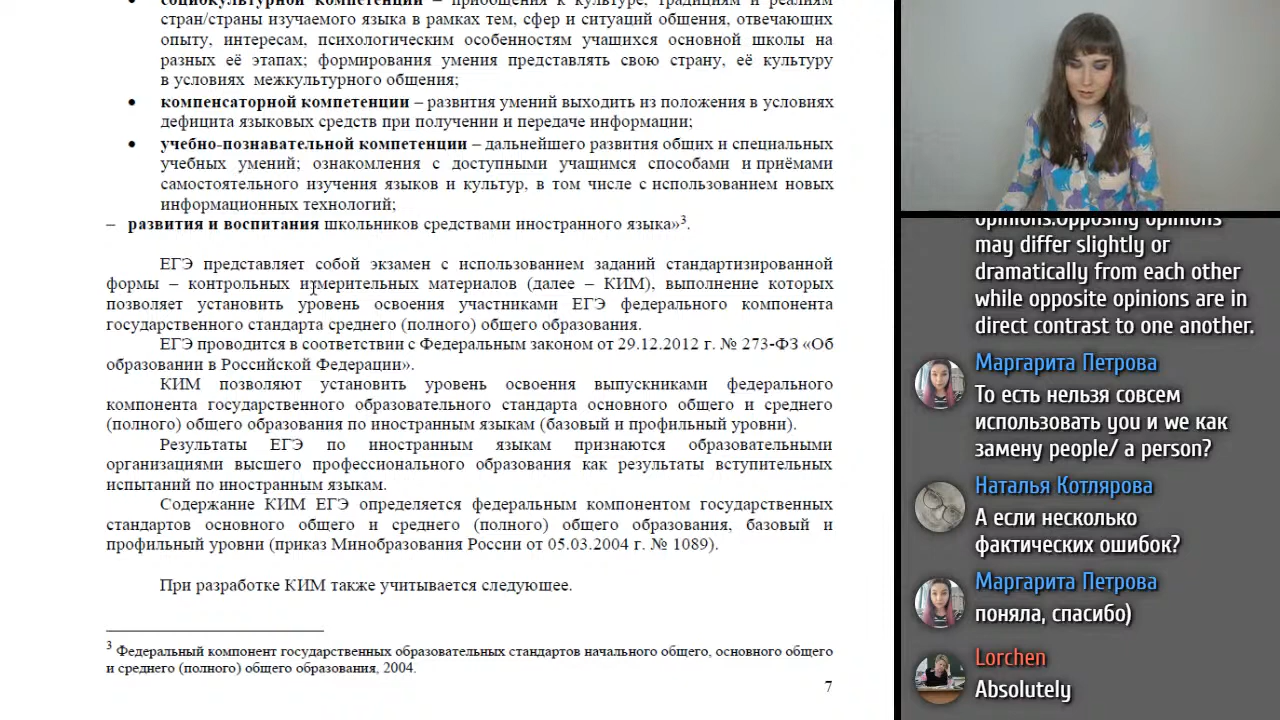 социокультурной компетенции – приобщения к культуре, традициям и реалиям
стран/страны изучаемого языка в рамках тем, сфер и ситуаций общения, отвечающих
опыту, интересам, психологическим особенностям учащихся основной школы на
разных её этапах; формирования умения представлять свою страну, её культуру
в условиях межкультурного общения;
• компенсаторной компетенции – развития умений выходить из положения в условиях
дефицита языковых средств при получении и передаче информации;
• учебно-познавательной компетенции – дальнейшего развития общих и специальных
учебных умений; ознакомления с доступными учащимся способами и приёмами
самостоятельного изучения языков и культур, в том числе с использованием новых
информационных технологий;
– развития и воспитания школьников средствами иностранного языка»3.
ЕГЭ представляет собой экзамен с использованием заданий стандартизированной
формы – контрольных измерительных материалов (далее – КИМ), выполнение которых
позволяет установить уровень освоения участниками ЕГЭ федерального компонента
государственного стандарта среднего (полного) общего образования.
ЕГЭ проводится в соответствии с Федеральным законом от 29.12.2012 г. № 273-ФЗ «Об
образовании в Российской Федерации».
КИМ позволяют установить уровень освоения выпускниками федерального
компонента государственного образовательного стандарта основного общего и среднего
(полного) общего образования по иностранным языкам (базовый и профильный уровни).
Результаты ЕГЭ по иностранным языкам признаются образовательными
организациями высшего профессионального образования как результаты вступительных
испытаний по иностранным языкам.
Содержание КИМ ЕГЭ определяется федеральным компонентом государственных
стандартов основного общего и среднего (полного) общего образования, базовый и
профильный уровни (приказ Минобразования России от 05.03.2004 г. № 1089).
При разработке КИМ также учитывается следующее.
3 Федеральный компонент государственных образовательных стандартов начального общего, основного общего
и среднего (полного) общего образования, 2004.
7
opinions.Opposing opinions
may differ slightly or
dramatically from each other
while opposite opinions are in
direct contrast to one another.
Маргарита Петрова
То есть нельзя совсем
использовать you и we как
замену people/ a person?
Наталья Котлярова
А если несколько
фактических ошибок?
Маргарита Петрова
поняла, спасибо)
Lorchen
Absolutely